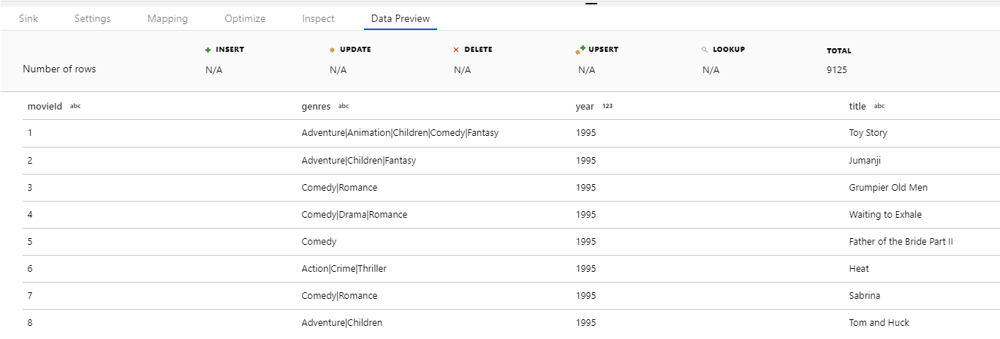 Sink Settings Mapping Optimize Inspect Data Preview
INSERT UPDATE DELETE UPSERT LOOKUP TOTAL
Number of rows N/A N/A N/A N/A N/A 9125
movieId abc genres abc year 123 title abc
1 Adventure|Animation|Children|Comedy|Fantasy 1995 Toy Story
2 Adventure|Children|Fantasy 1995 Jumanji
3 Comedy|Romance 1995 Grumpier Old Men
4 Comedy|Drama|Romance 1995 Waiting to Exhale
5 Comedy 1995 Father of the Bride Part II
6 Action|Crime|Thriller 1995 Heat
7 Comedy|Romance 1995 Sabrina
8 Adventure|Children 1995 Tom and Huck